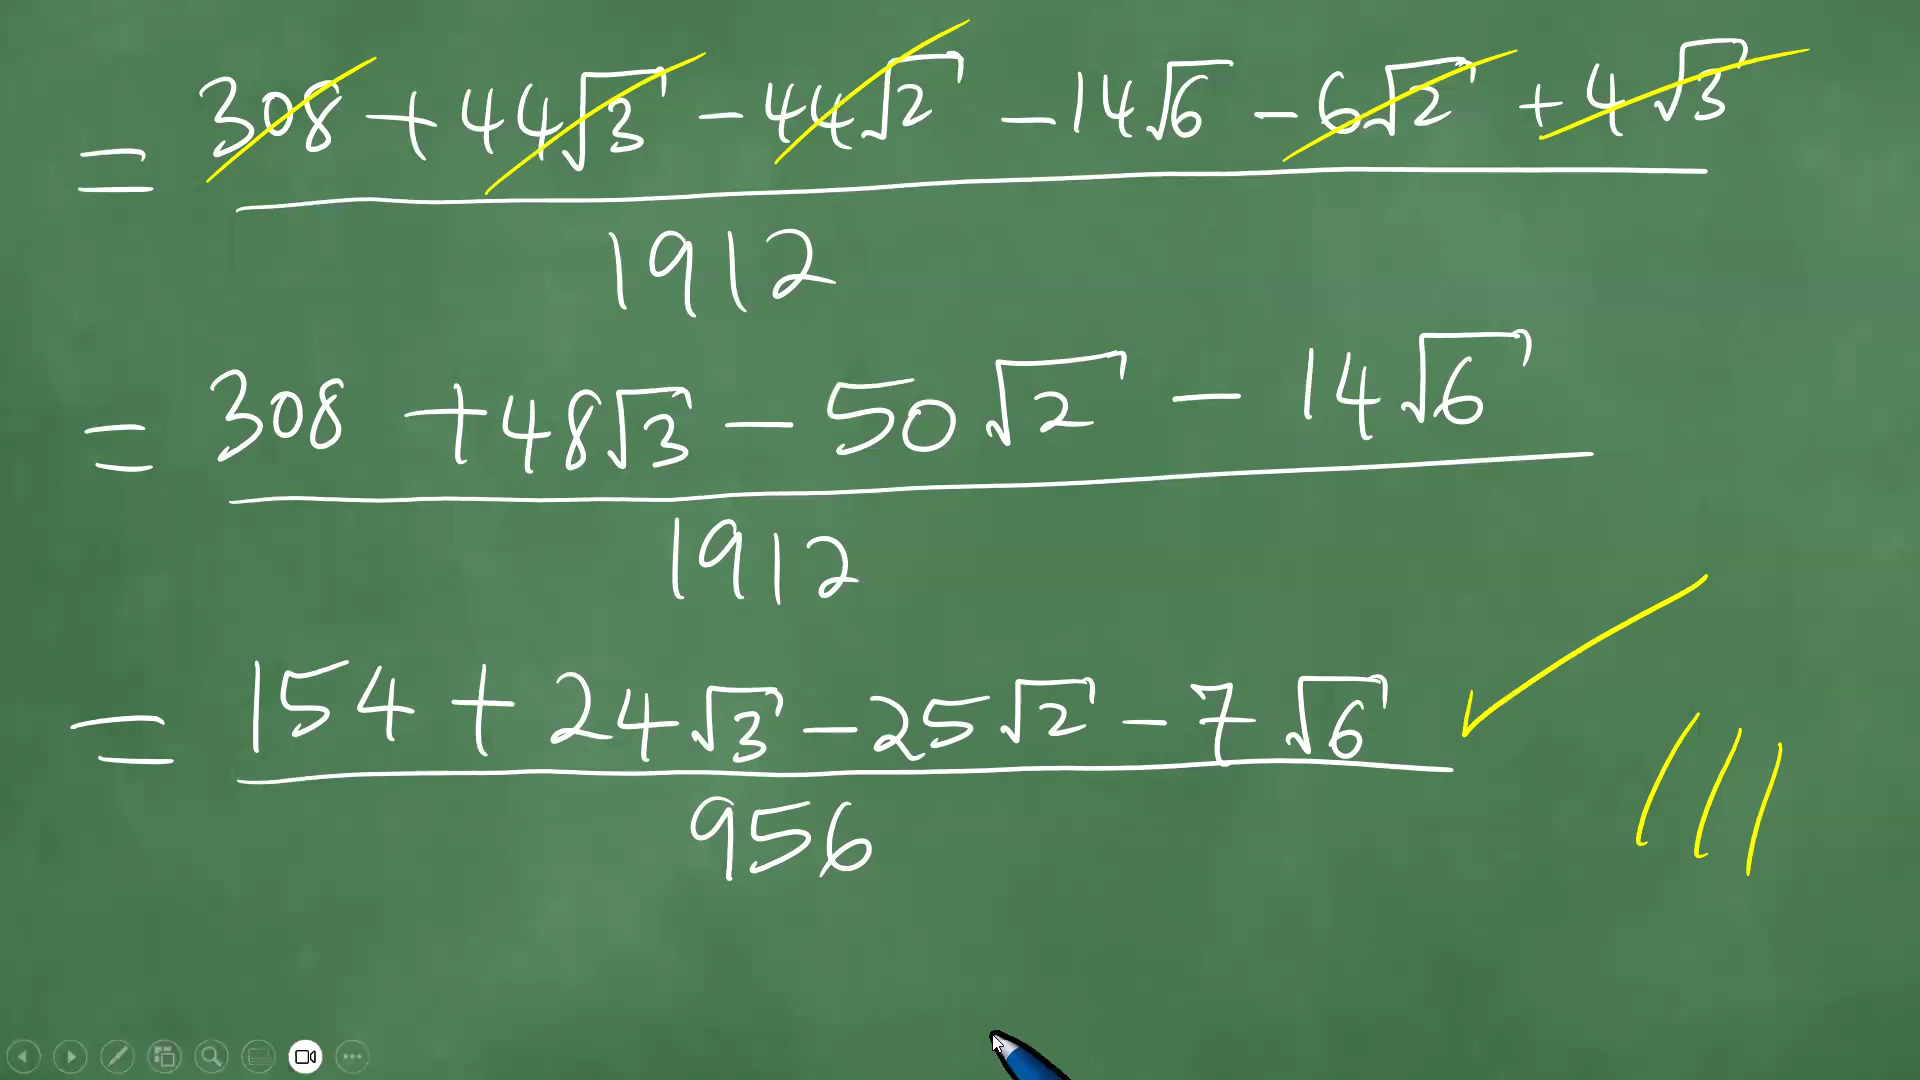 = 308 + 44√3 − 44√2 − 14√6 − 6√2 + 4√3
1912
= 308 + 48√3 − 50√2 − 14√6
1912
= 154 + 24√3 − 25√2 − 7√6
956